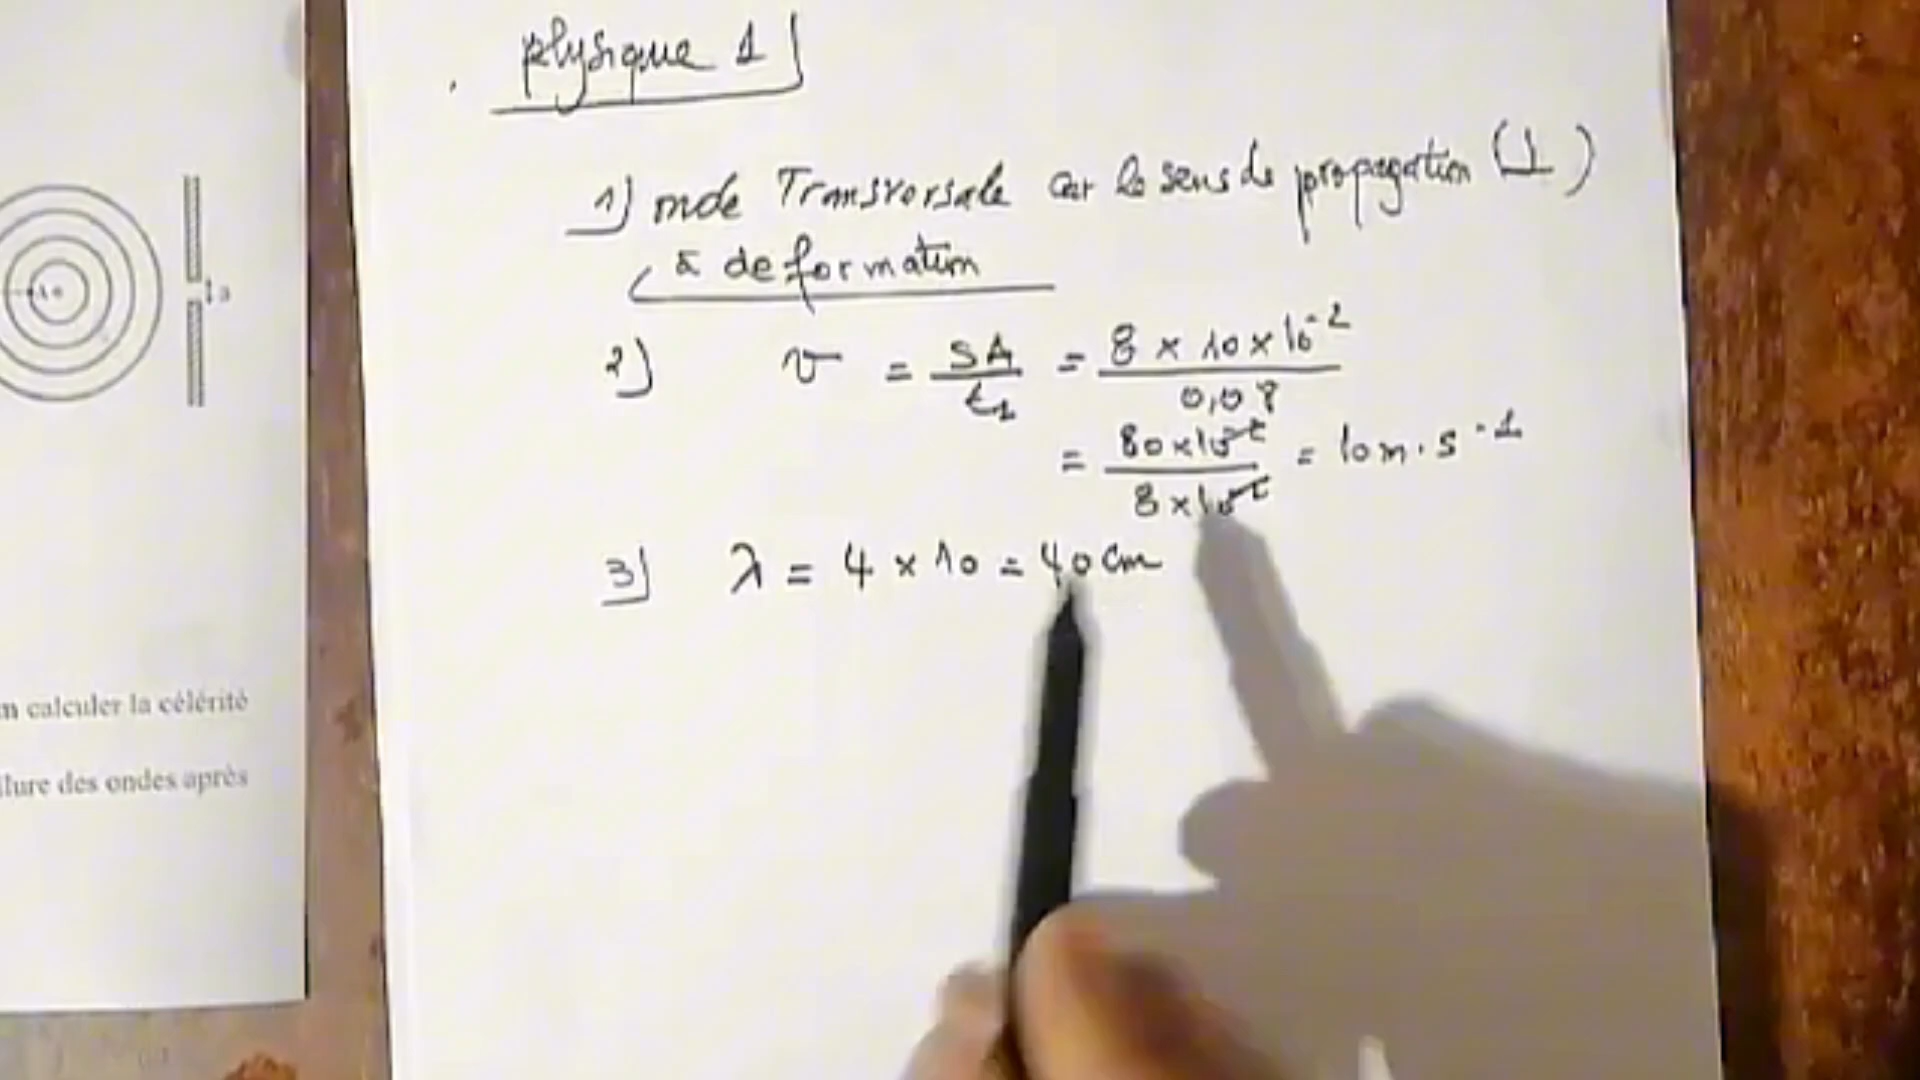 physique 1
1) onde Transversale car le sens de propagation (⊥)
à deformation
2) v = SA/t1 = 8 × 10 × 10^-2 / 0,08
= 80×10^-2 / 8×10^-2 = 10 m.s^-1
3) λ = 4 × 10 = 40 cm
a
calculer la célérité
des ondes après